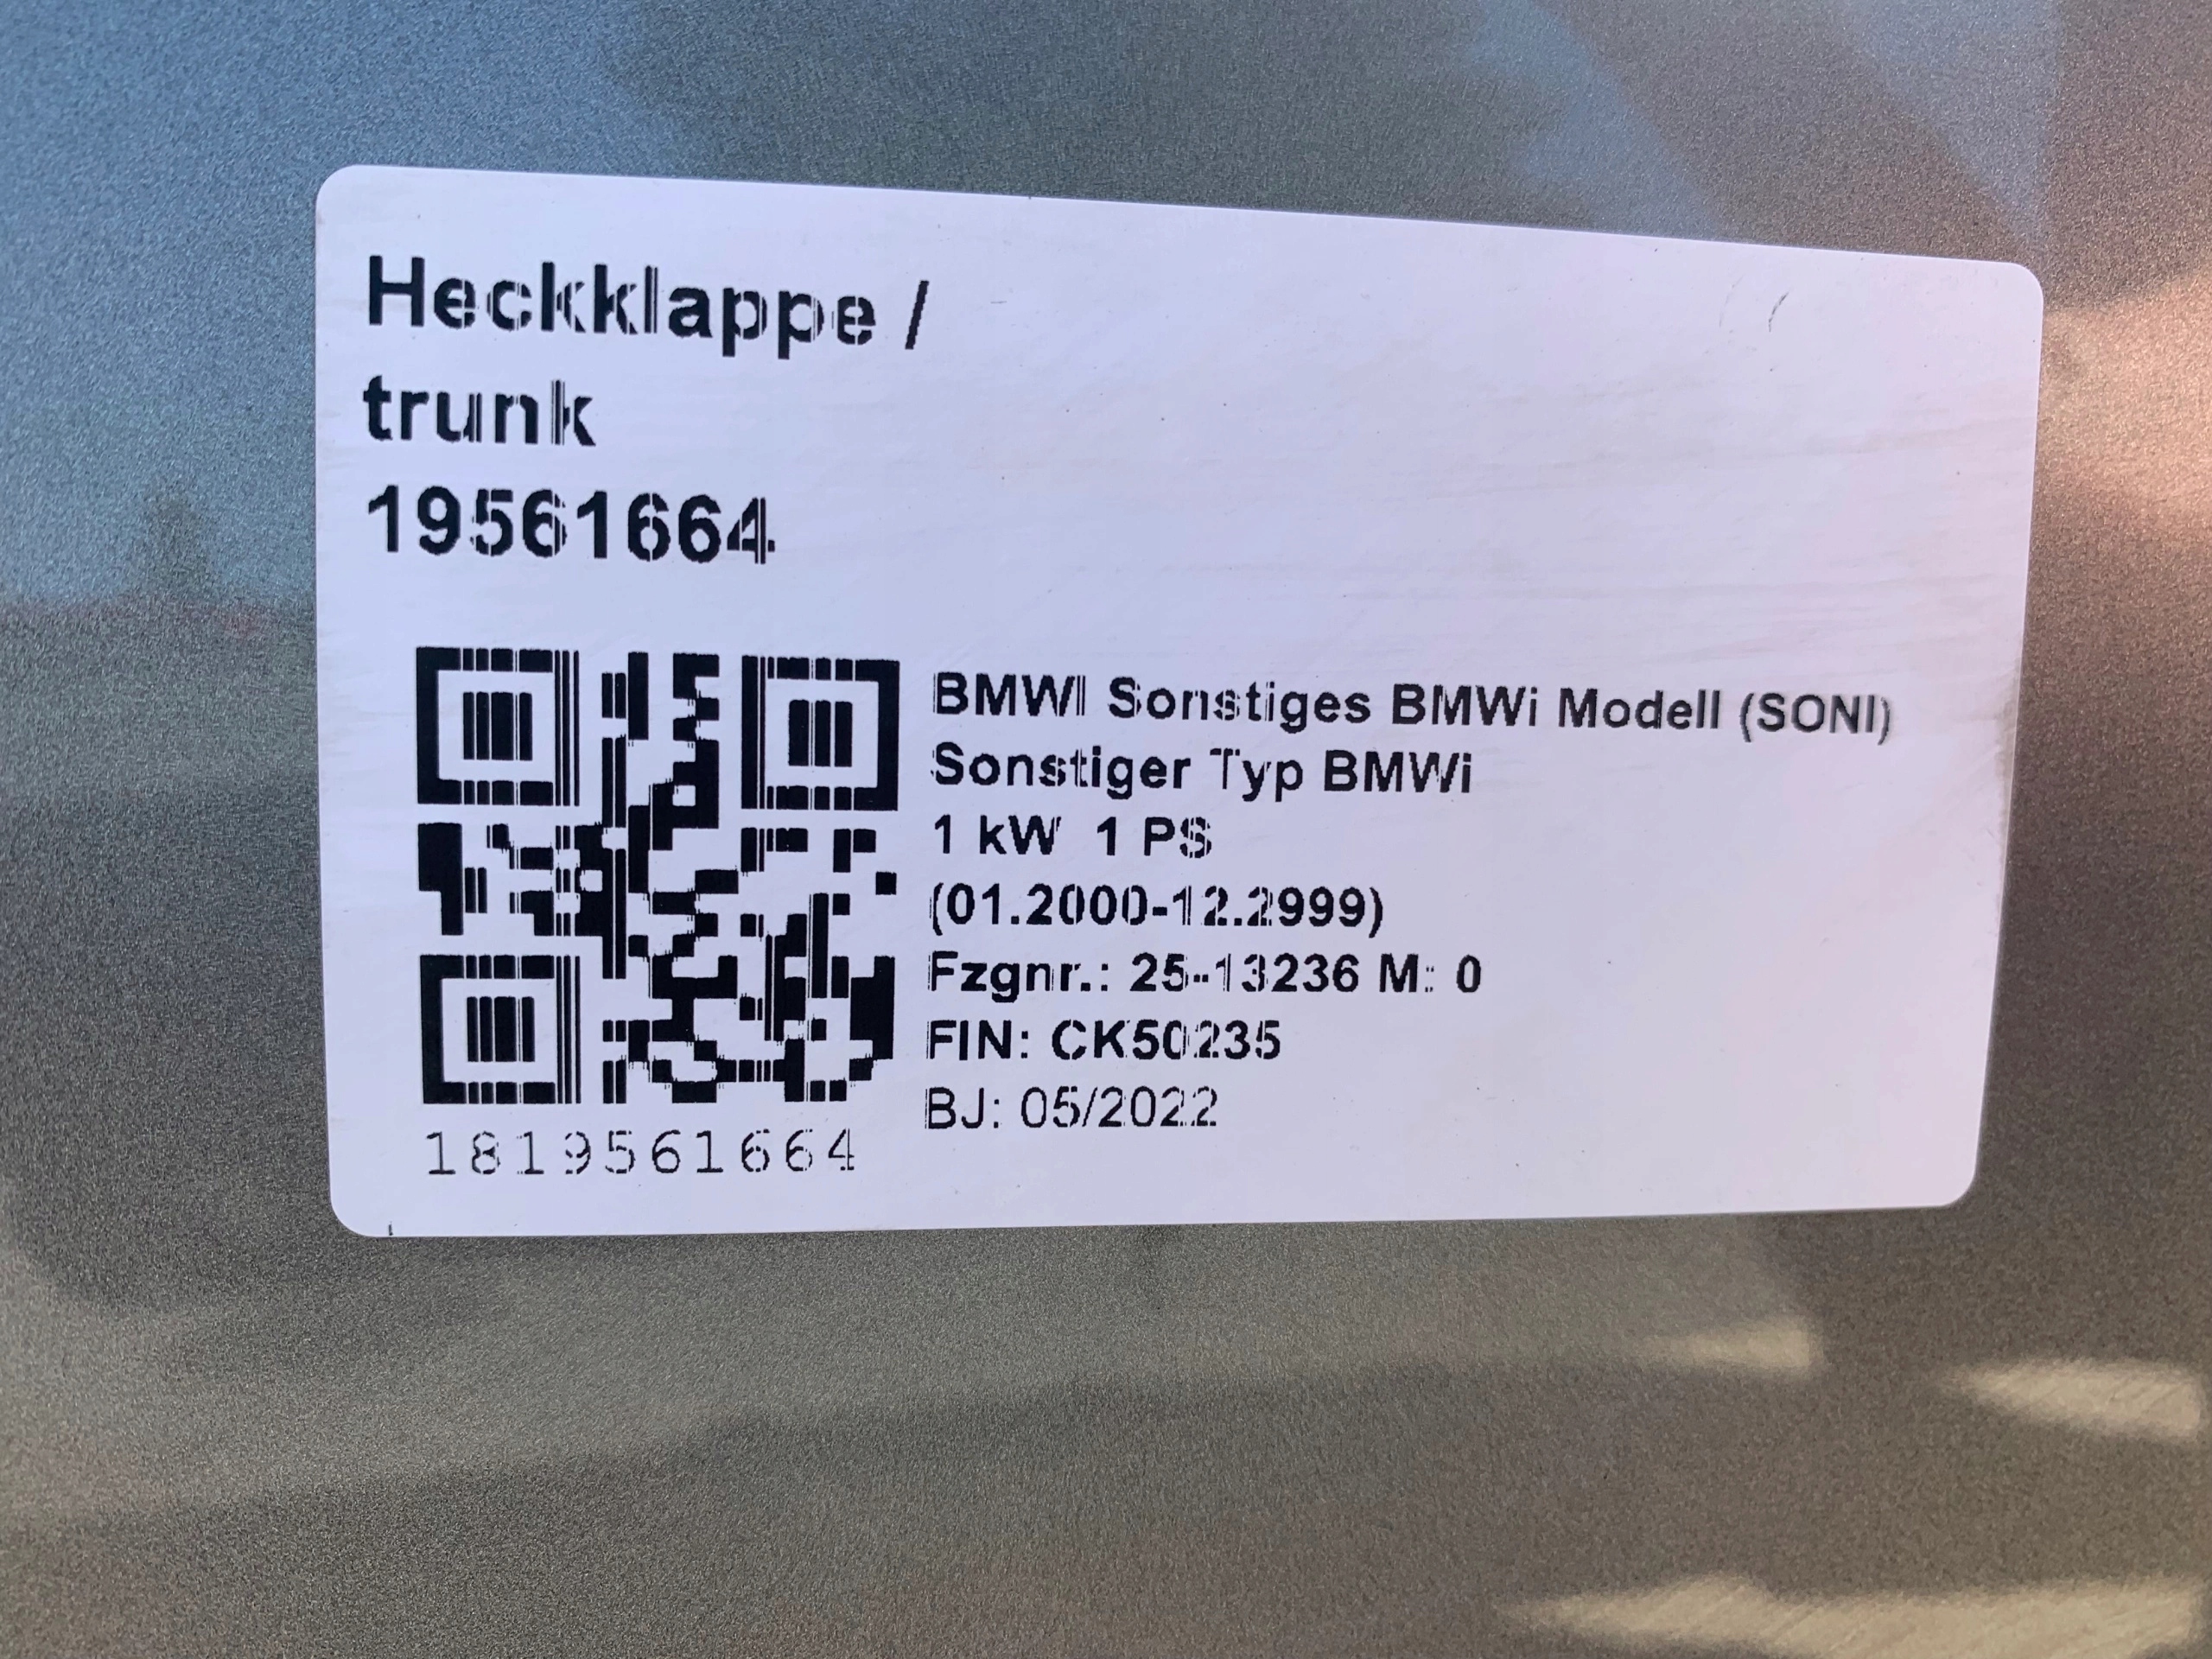 Heckklappe /
trunk
19561664
BMWI Sonstiges BMWi Modell (SONI)
Sonstiger Typ BMWi
1 kW 1 PS
(01.2000-12.2999)
Fzgnr.: 25-13236 M: 0
FIN: CK50235
BJ: 05/2022
1819561664